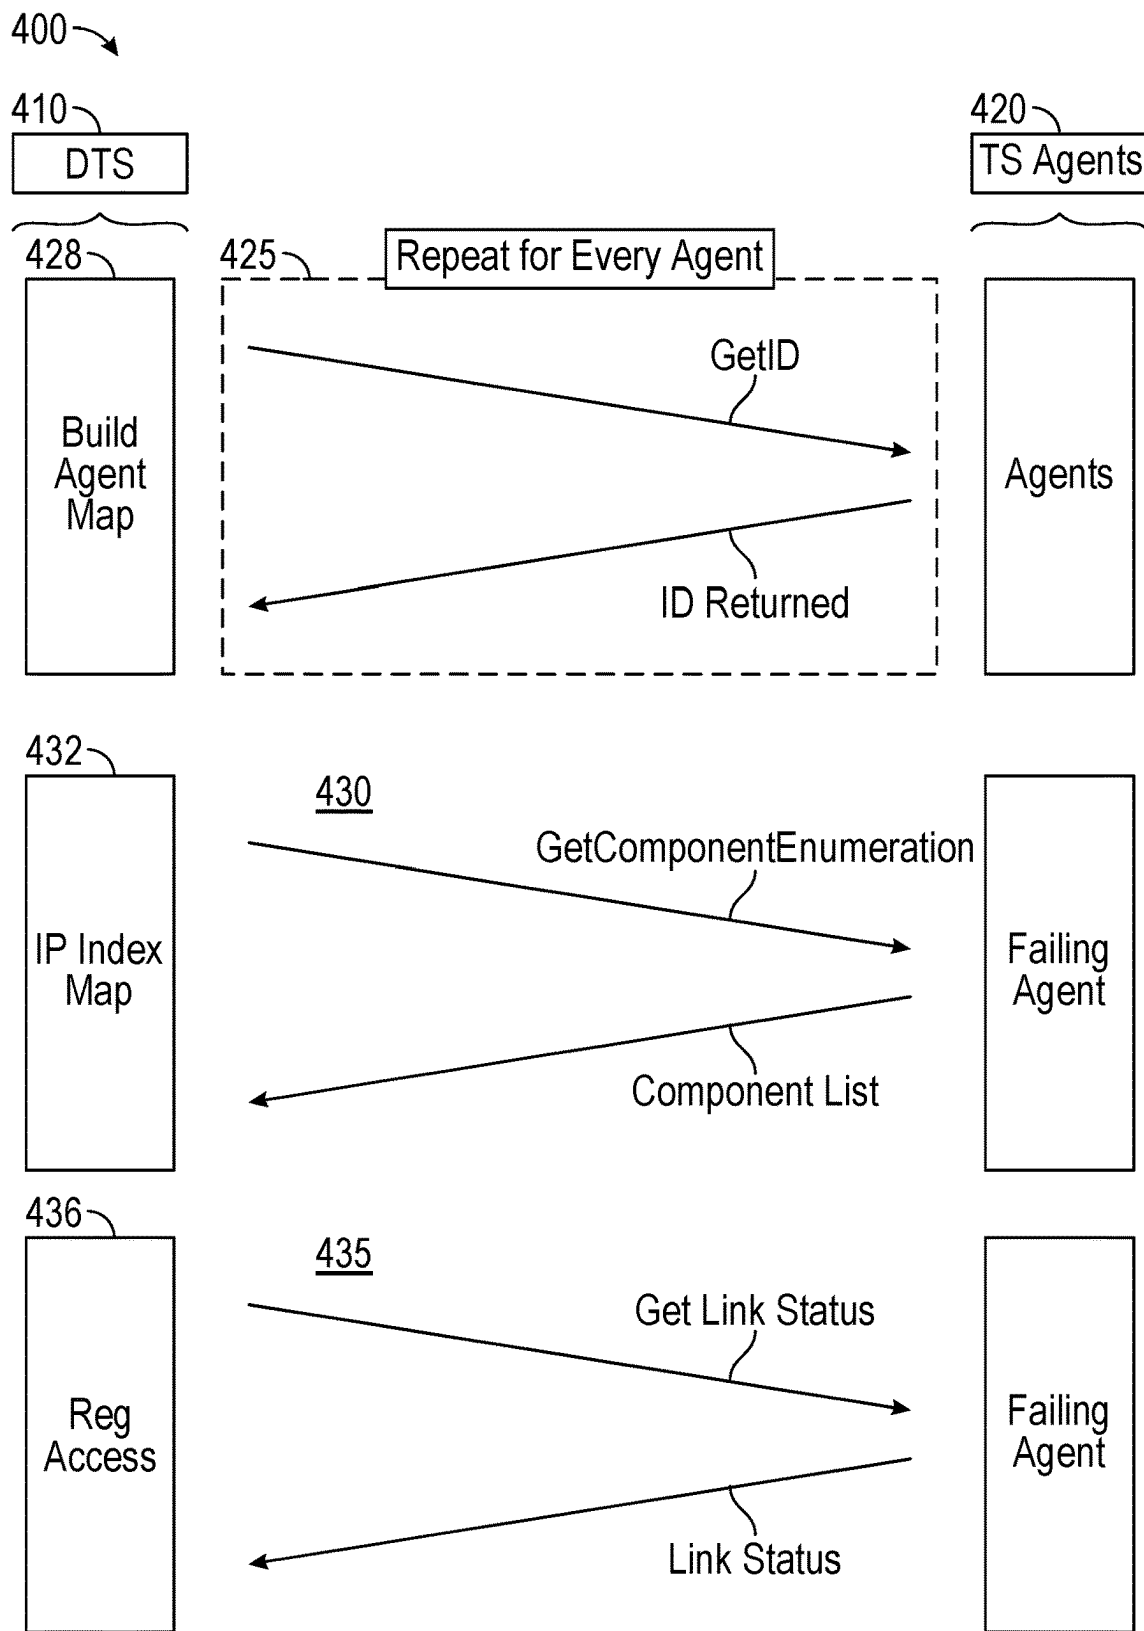 400
410
420
DTS
TS Agents
428
425
Repeat for Every Agent
GetID
Build
Agent
Map
Agents
ID Returned
432
430
GetComponentEnumeration
IP Index
Map
Failing
Agent
Component List
436
435
Get Link Status
Reg
Access
Failing
Agent
Link Status